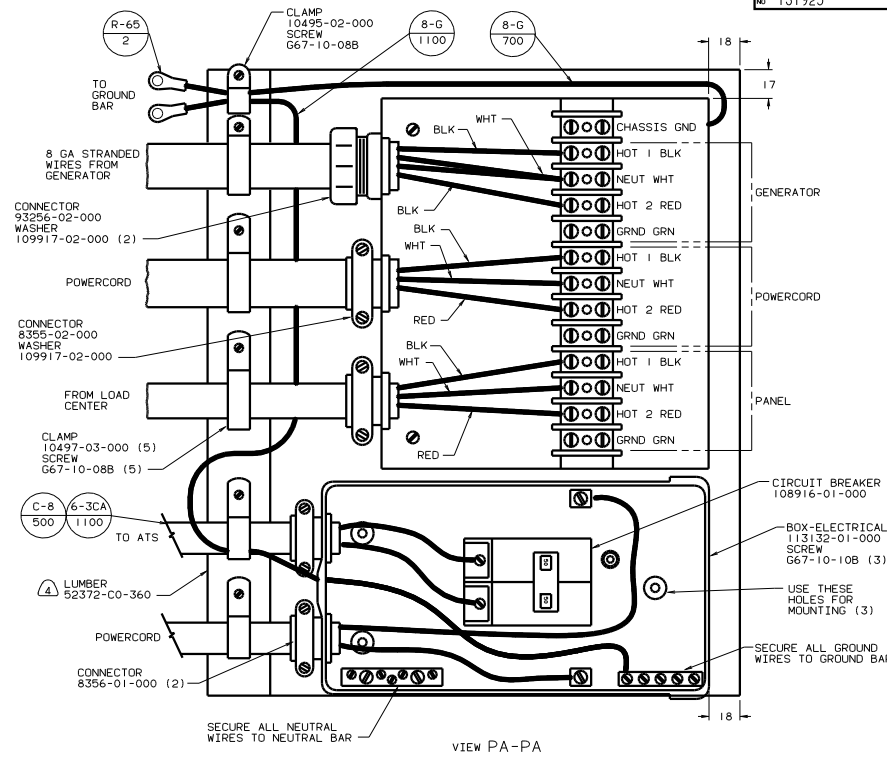 NO 131925
R-65
2
CLAMP
10495-02-000
SCREW
G67-10-08B
8-G
1100
8-G
700
18
17
TO
GROUND
BAR
CHASSIS GND
WHT
BLK
HOT 1 BLK
8 GA STRANDED
WIRES FROM
GENERATOR
NEUT WHT
GENERATOR
CONNECTOR
93256-02-000
WASHER
109917-02-000 (2)
BLK
HOT 2 RED
GRND GRN
BLK
WHT
HOT 1 BLK
POWERCORD
NEUT WHT
POWERCORD
HOT 2 RED
CONNECTOR
8355-02-000
WASHER
109917-02-000
RED
GRND GRN
BLK
WHT
HOT 1 BLK
FROM LOAD
CENTER
NEUT WHT
PANEL
HOT 2 RED
CLAMP
10497-03-000 (5)
SCREW
G67-10-08B (5)
RED
GRND GRN
CIRCUIT BREAKER
108916-01-000
C-8
500
6-3CA
1100
TO ATS
BOX-ELECTRICAL
113132-01-000
SCREW
G67-10-10B (3)
4 LUMBER
52372-C0-360
USE THESE
HOLES FOR
MOUNTING (3)
POWERCORD
SECURE ALL GROUND
WIRES TO GROUND BAR
CONNECTOR
8356-01-000 (2)
18
SECURE ALL NEUTRAL
WIRES TO NEUTRAL BAR
VIEW PA-PA